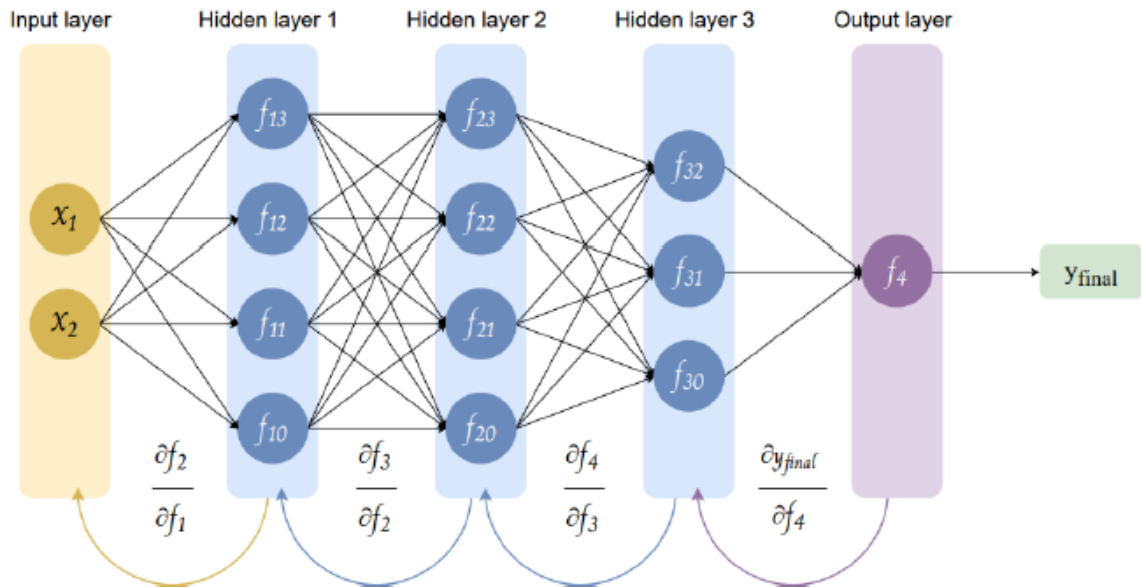 Input layer
Hidden layer 1
Hidden layer 2
Hidden layer 3
Output layer
f13
f23
f32
x1
f12
f22
f31
f4
yfinal
x2
f11
f21
f30
f10
f20
∂f2
∂f1
∂f3
∂f2
∂f4
∂f3
∂yfinal
∂f4